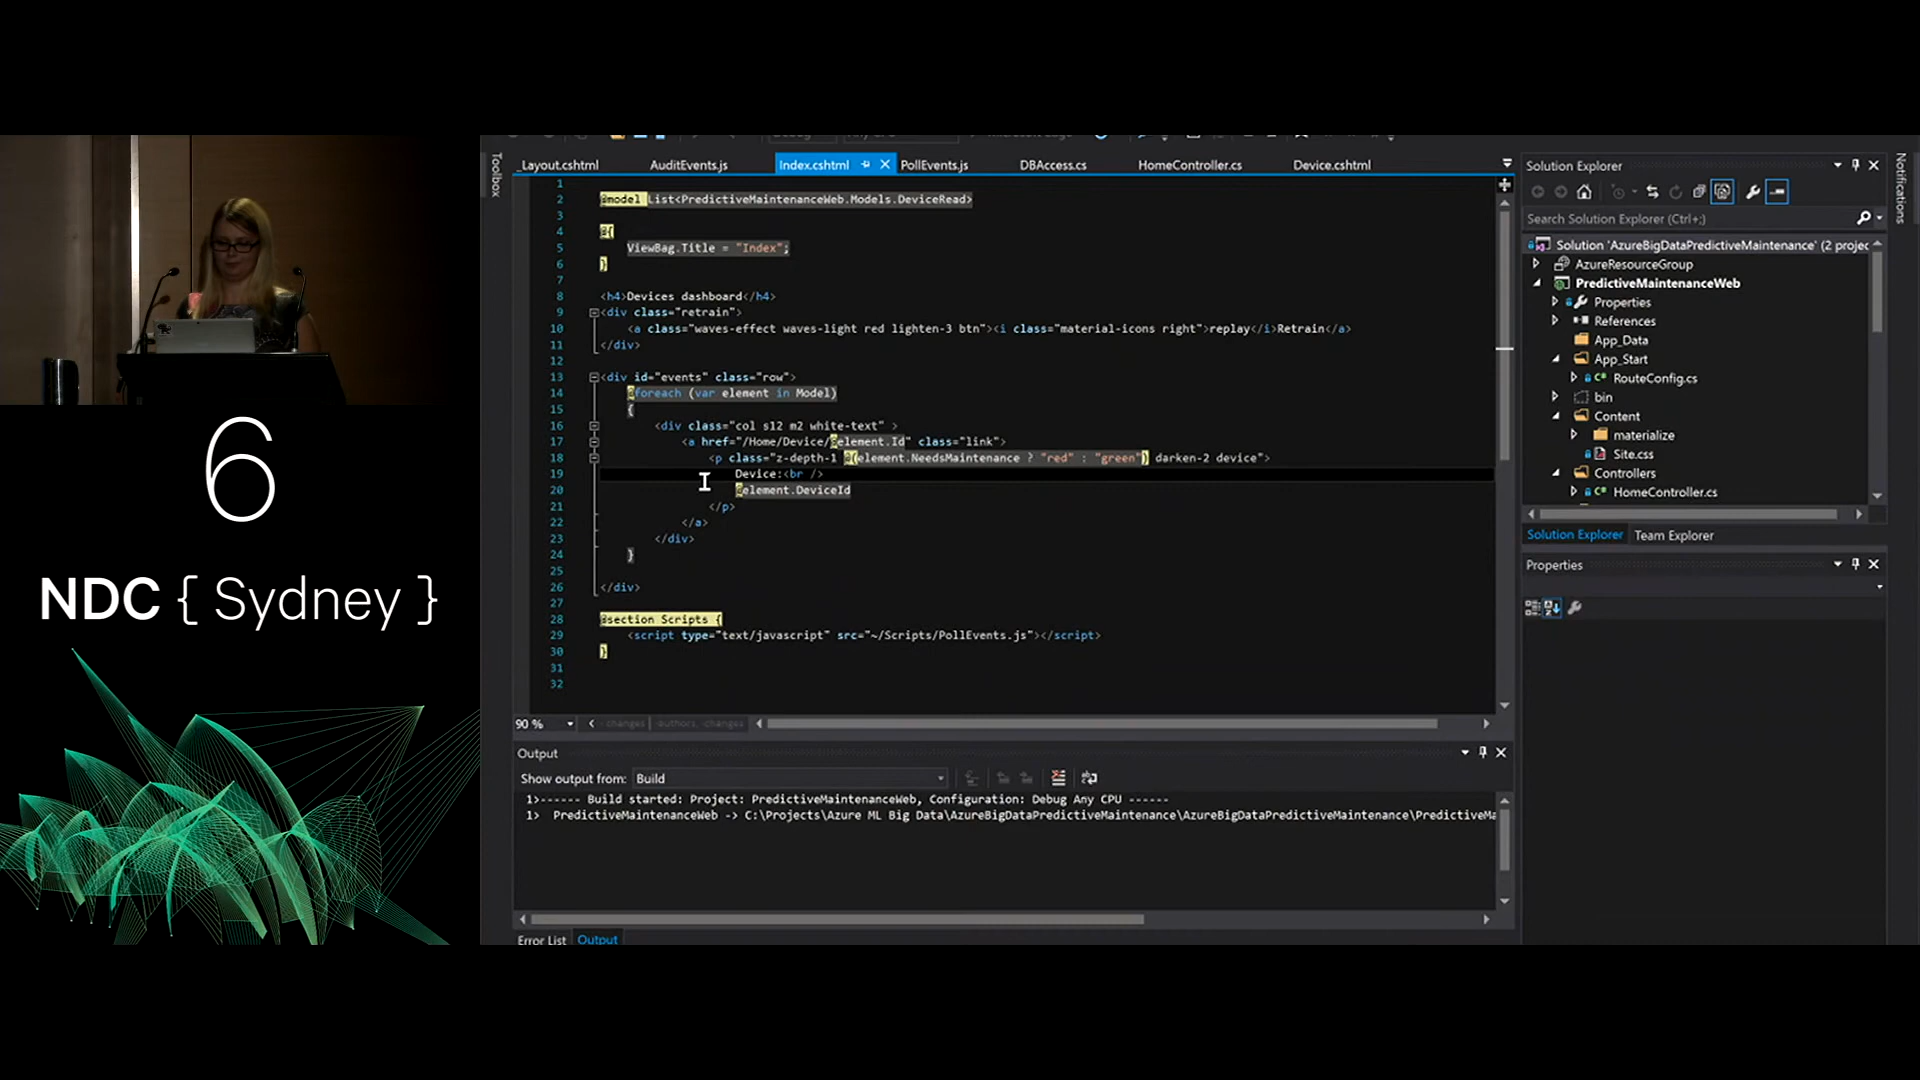 6
NDC { Sydney }
Toolbox
_Layout.cshtml
AuditEvents.js
Index.cshtml
PollEvents.js
DBAccess.cs
HomeController.cs
Device.cshtml
1
2 @model List<PredictiveMaintenanceWeb.Models.DeviceRead>
3
4 @{
5 ViewBag.Title = "Index";
6 }
7
8 <h4>Devices dashboard</h4>
9 <div class="retrain">
10 <a class="waves-effect waves-light red lighten-3 btn"><i class="material-icons right">replay</i>Retrain</a>
11 </div>
12
13 <div id="events" class="row">
14 @foreach (var element in Model)
15 {
16 <div class="col s12 m2 white-text" >
17 <a href="/Home/Device/@element.Id" class="link">
18 <p class="z-depth-1 @(element.NeedsMaintenance ? "red" : "green") darken-2 device">
19 Device:<br />
20 @element.DeviceId
21 </p>
22 </a>
23 </div>
24 }
25
26 </div>
27
28 @section Scripts {
29 <script type="text/javascript" src="~/Scripts/PollEvents.js"></script>
30 }
31
32
90 %
- changes | -authors, -changes
Output
Show output from: Build
1>------ Build started: Project: PredictiveMaintenanceWeb, Configuration: Debug Any CPU ------
1> PredictiveMaintenanceWeb -> C:\Projects\Azure ML Big Data\AzureBigDataPredictiveMaintenance\AzureBigDataPredictiveMaintenance\PredictiveMa
Error List
Output
Solution Explorer
Search Solution Explorer (Ctrl+;)
Solution 'AzureBigDataPredictiveMaintenance' (2 projec
AzureResourceGroup
PredictiveMaintenanceWeb
Properties
References
App_Data
App_Start
C# RouteConfig.cs
bin
Content
materialize
Site.css
Controllers
C# HomeController.cs
Solution Explorer
Team Explorer
Properties
Notifications